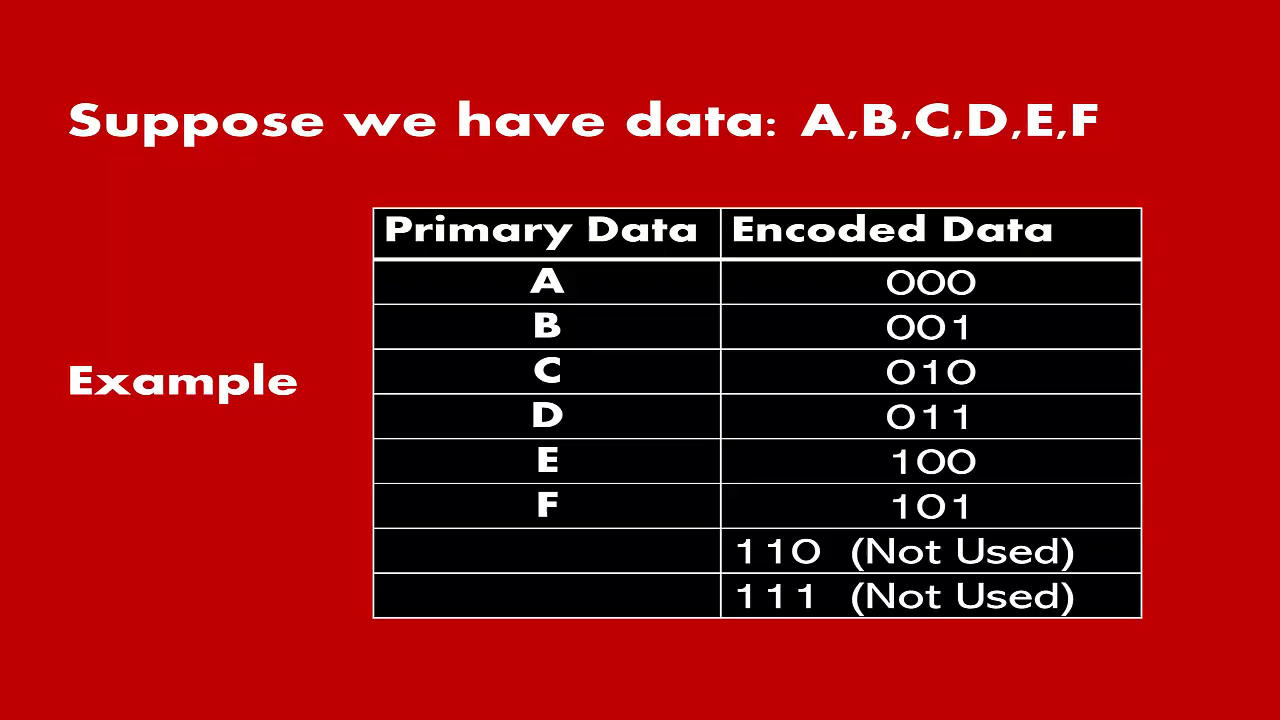 Suppose we have data: A,B,C,D,E,F
Example
Primary Data Encoded Data
A 000
B 001
C 010
D 011
E 100
F 101
110 (Not Used)
111 (Not Used)